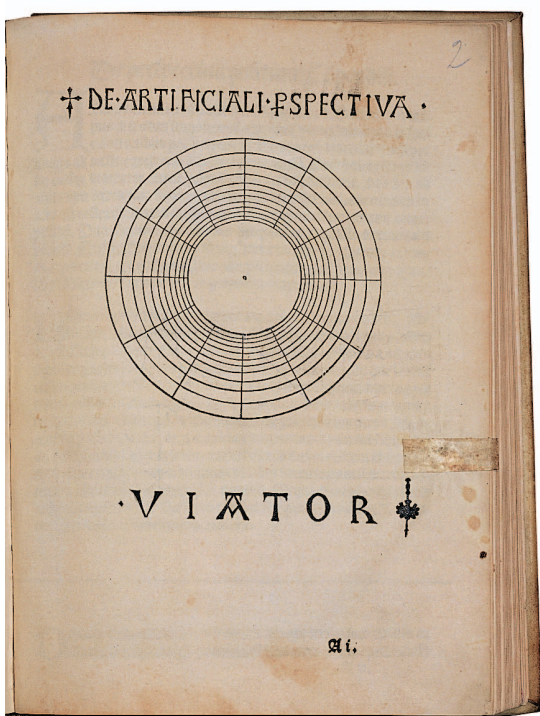 2
‡ DE·ARTIFICIALI·ꝑSPECTIVA·
·VIATOR
Ai.